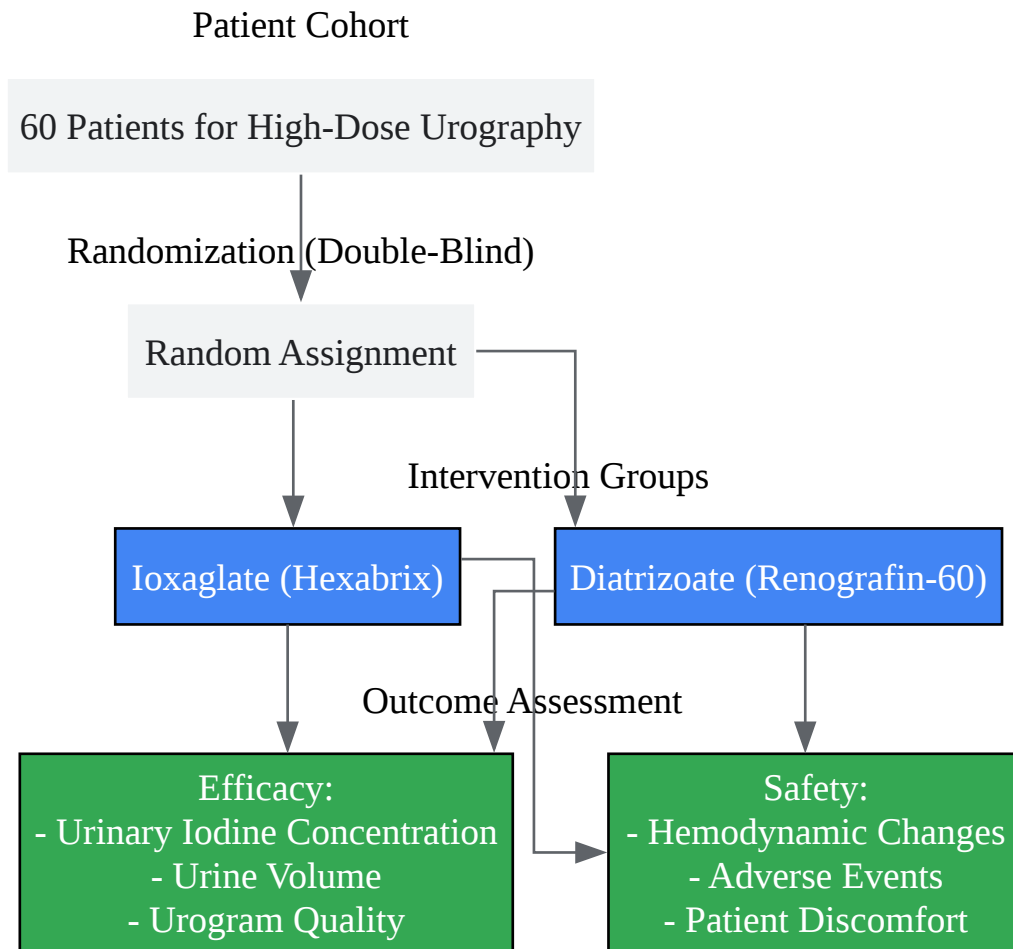 Patient Cohort
60 Patients for High-Dose Urography
Randomization (Double-Blind)
Random Assignment
Intervention Groups
Ioxaglate (Hexabrix)
Diatrizoate (Renografin-60)
Outcome Assessment
Efficacy:
- Urinary Iodine Concentration
- Urine Volume
- Urogram Quality
Safety:
- Hemodynamic Changes
- Adverse Events
- Patient Discomfort